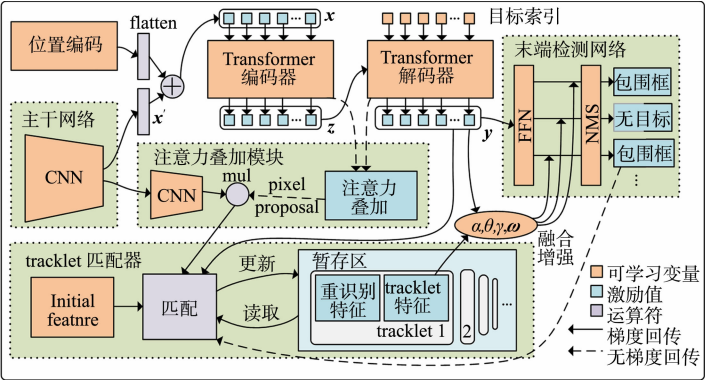 flatten
x
目标索引
位置编码
Transformer
编码器
Transformer
解码器
末端检测网络
包围框
FFN
NMS
无目标
包围框
⋮
主干网络
x′
z
y
CNN
注意力叠加模块
CNN
mul
pixel
proposal
注意力
叠加
α,θ,γ,ω
融合
增强
tracklet 匹配器
更新
暂存区
Initial
featnre
匹配
读取
重识别
特征
tracklet
特征
tracklet 1
2
...
可学习变量
激励值
运算符
梯度回传
无梯度回传